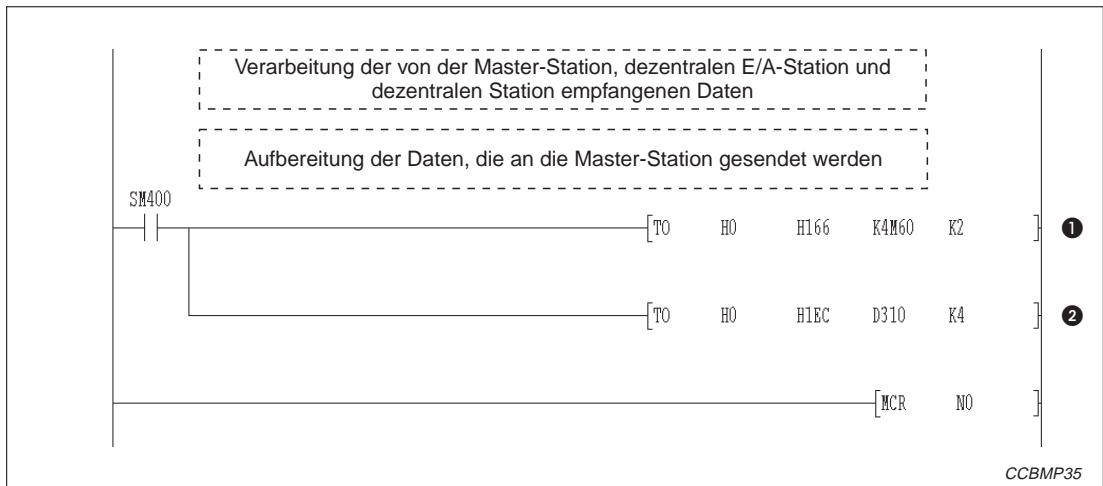 Verarbeitung der von der Master-Station, dezentralen E/A-Station und
dezentralen Station empfangenen Daten
Aufbereitung der Daten, die an die Master-Station gesendet werden
SM400
[TO H0 H166 K4M60 K2 ] ❶
[TO H0 H1EC D310 K4 ] ❷
[MCR N0 ]
CCBMP35